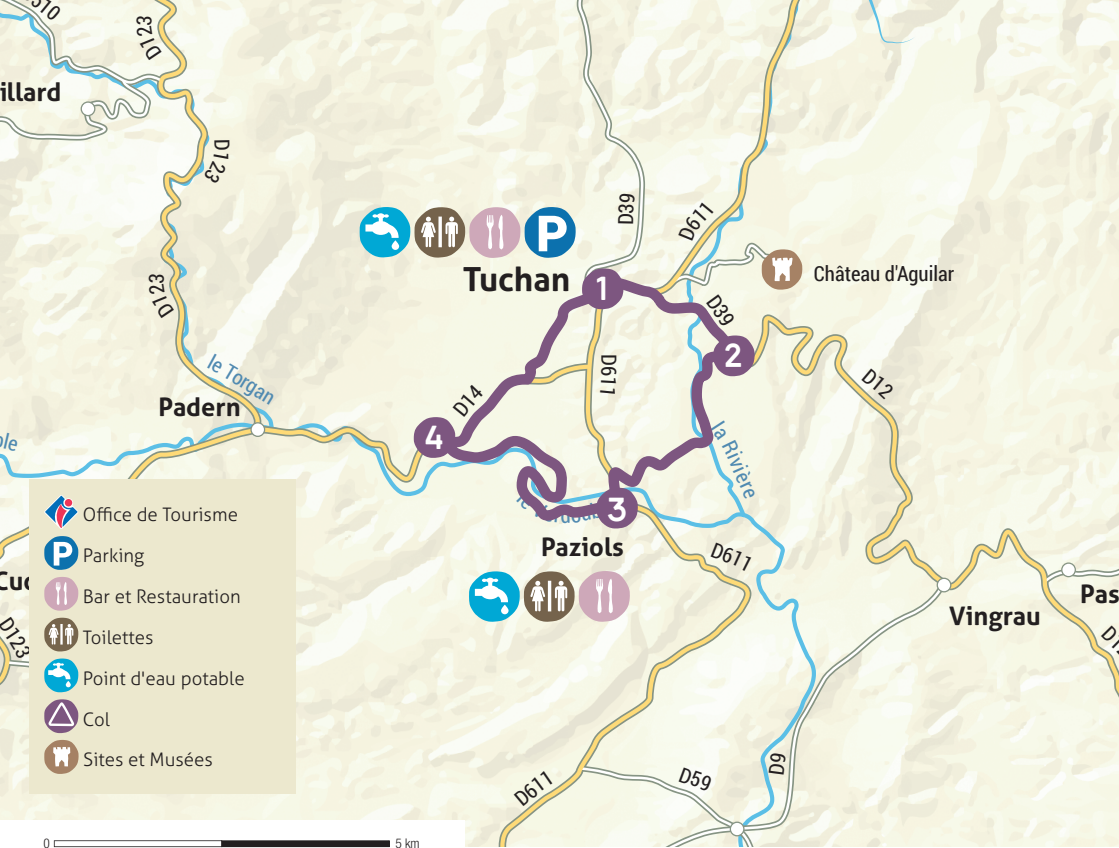 D123
illard
D123
D39
D611
Tuchan
1
Château d'Aguilar
D123
D39
2
le Torgan
D611
D12
Padern
D14
4
la Rivière
3
Paziols
D611
Office de Tourisme
P Parking
Bar et Restauration
Vingrau
Pas
D123
Toilettes
Point d'eau potable
Col
Sites et Musées
D611
D59
D9
0 5 km
P